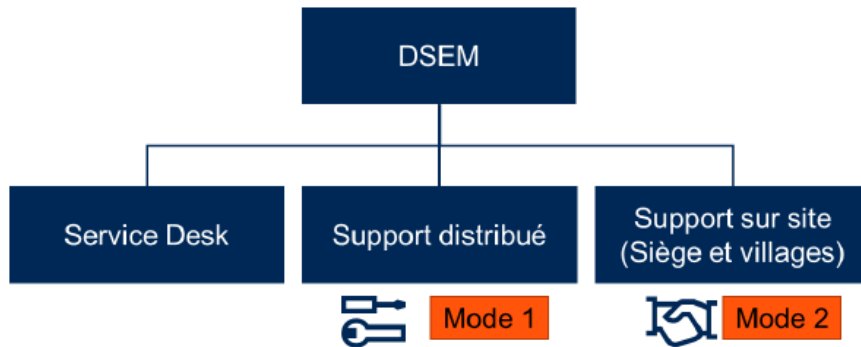 DSEM
Service Desk
Support distribué
Support sur site
(Siège et villages)
Mode 1
Mode 2